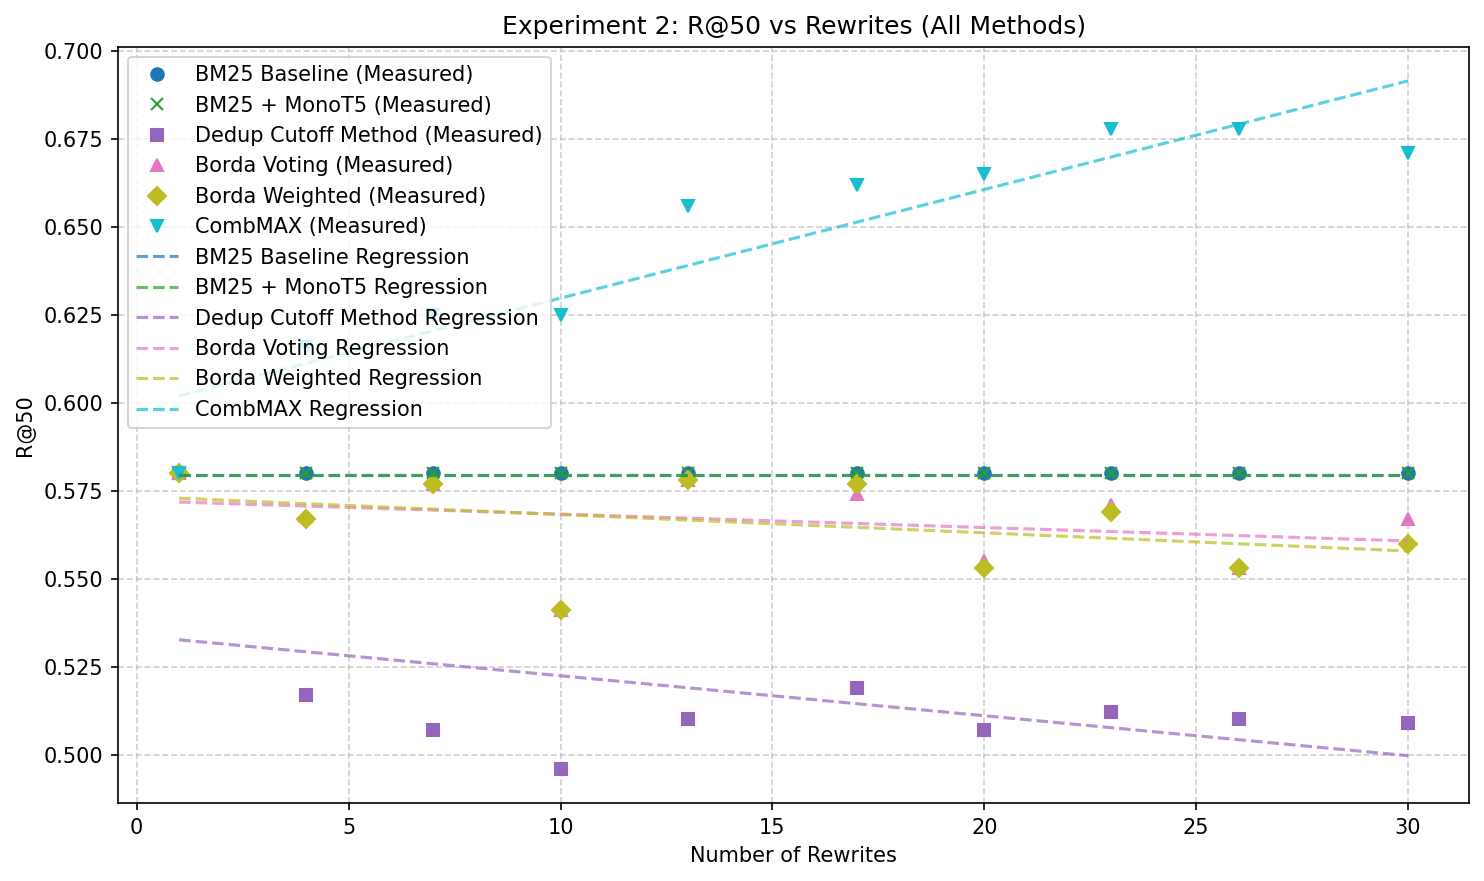 Experiment 2: R@50 vs Rewrites (All Methods)
0.700
0.675
0.650
0.625
0.600
0.575
0.550
0.525
0.500
R@50
BM25 Baseline (Measured)
BM25 + MonoT5 (Measured)
Dedup Cutoff Method (Measured)
Borda Voting (Measured)
Borda Weighted (Measured)
CombMAX (Measured)
BM25 Baseline Regression
BM25 + MonoT5 Regression
Dedup Cutoff Method Regression
Borda Voting Regression
Borda Weighted Regression
CombMAX Regression
0 5 10 15 20 25 30
Number of Rewrites